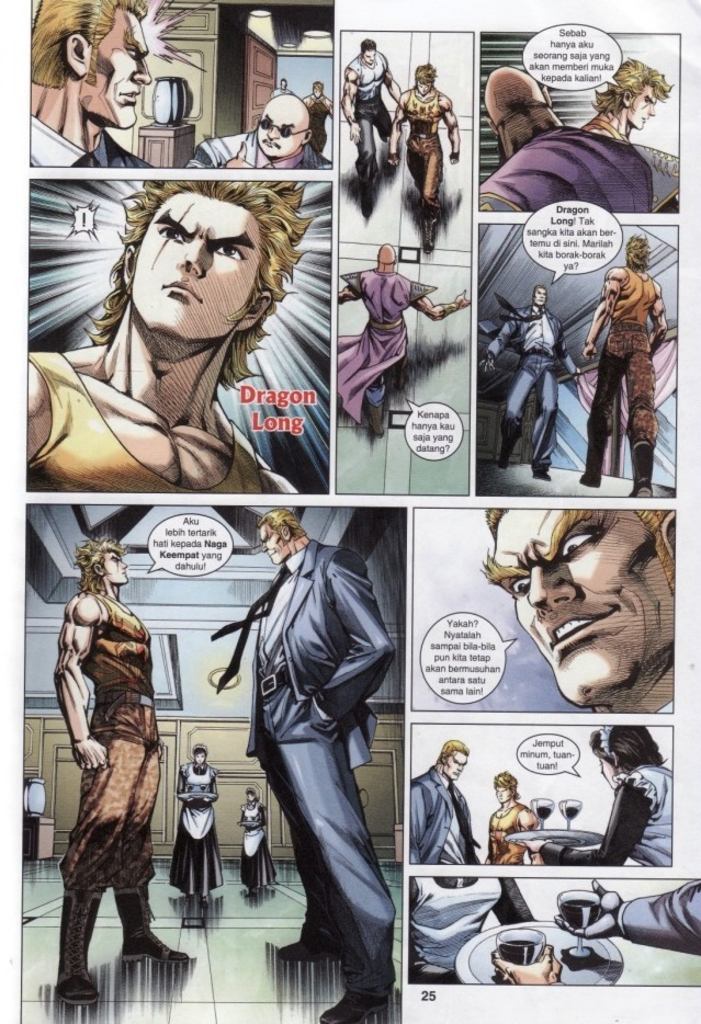 Kenapa
hanya kau
saja yang
datang?
Sebab
hanya aku
seorang saja yang
akan memberi muka
kepada kalian!
!
Dragon
Long
Dragon
Long! Tak
sangka kita akan ber-
temu di sini. Marilah
kita borak-borak
ya?
Aku
lebih tertarik
hati kepada Naga
Keempat yang
dahulu!
Yakah?
Nyatalah
sampai bila-bila
pun kita tetap
akan bermusuhan
antara satu
sama lain!
Jemput
minum, tuan-
tuan!
25